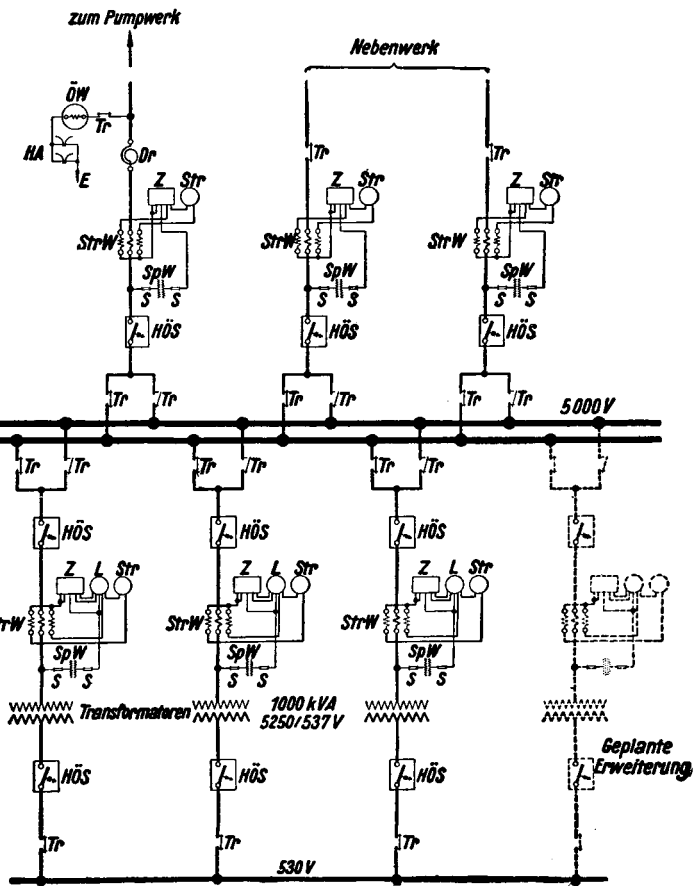 zum Pumpwerk
Nebenwerk
ÖW
Tr
HA
E
Dr
Tr
Tr
Z Str
Z Str
Z Str
StrW
StrW
StrW
SpW
SpW
SpW
S S
S S
S S
HÖS
HÖS
HÖS
Tr Tr
Tr Tr
Tr Tr
5000V
Tr Tr
Tr Tr
Tr Tr
HÖS
HÖS
HÖS
Z L Str
Z L Str
Z L Str
StrW
StrW
StrW
SpW
SpW
SpW
S S
S S
S S
Transformatoren
1000 kVA
5250/537 V
Geplante
Erweiterung
HÖS
HÖS
HÖS
Tr
Tr
Tr
530 V